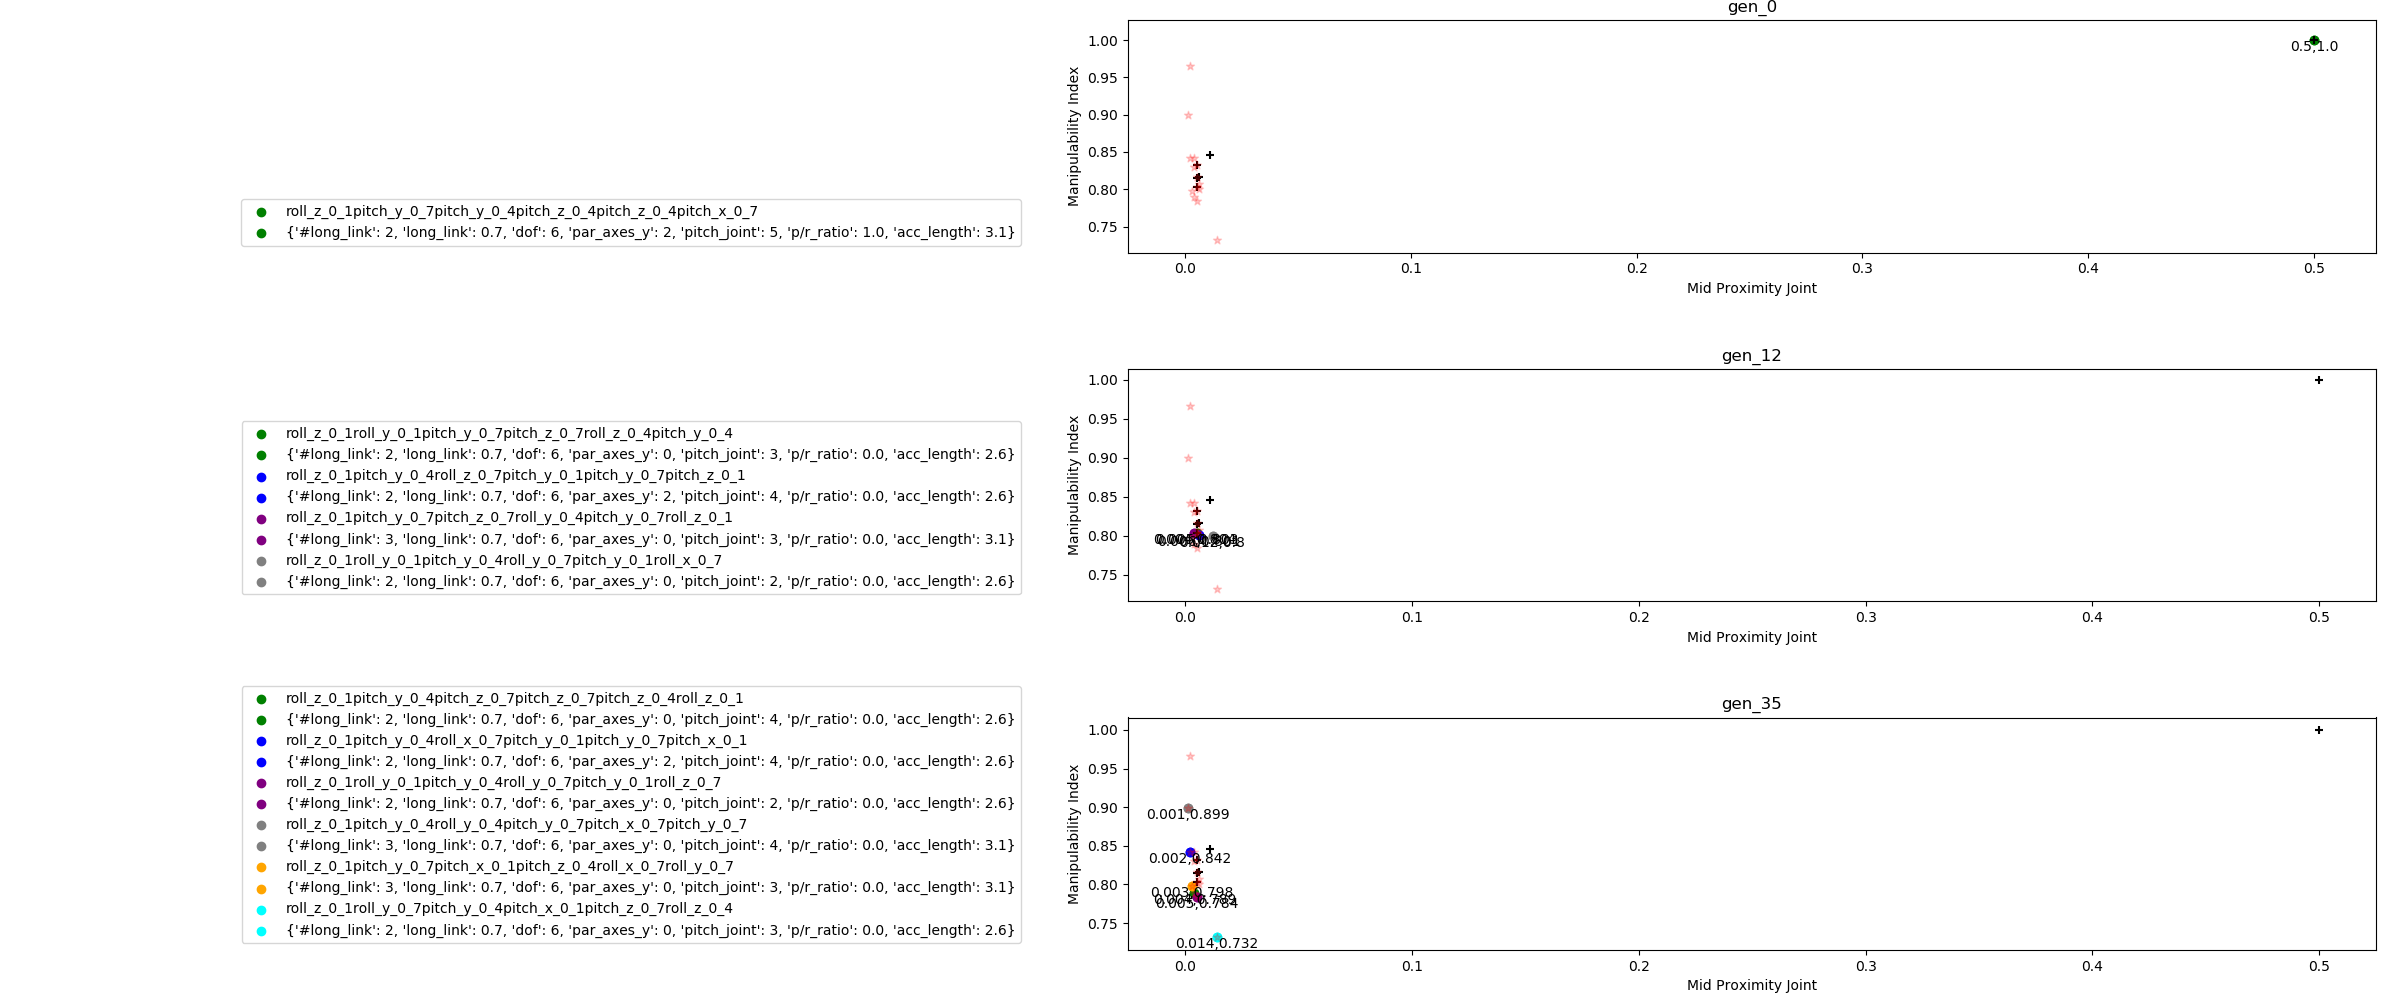 gen_0
1.00
0.95
0.90
0.85
0.80
0.75
Manipulability Index
0.5,1.0
0.0
0.1
0.2
0.3
0.4
0.5
Mid Proximity Joint
roll_z_0_1pitch_y_0_7pitch_y_0_4pitch_z_0_4pitch_z_0_4pitch_x_0_7
{'#long_link': 2, 'long_link': 0.7, 'dof': 6, 'par_axes_y': 2, 'pitch_joint': 5, 'p/r_ratio': 1.0, 'acc_length': 3.1}
gen_12
1.00
0.95
0.90
0.85
0.80
0.75
Manipulability Index
0.012,0.8
0.0
0.1
0.2
0.3
0.4
0.5
Mid Proximity Joint
roll_z_0_1roll_y_0_1pitch_y_0_7pitch_z_0_7roll_z_0_4pitch_y_0_4
{'#long_link': 2, 'long_link': 0.7, 'dof': 6, 'par_axes_y': 0, 'pitch_joint': 3, 'p/r_ratio': 0.0, 'acc_length': 2.6}
roll_z_0_1pitch_y_0_4roll_z_0_7pitch_y_0_1pitch_y_0_7pitch_z_0_1
{'#long_link': 2, 'long_link': 0.7, 'dof': 6, 'par_axes_y': 2, 'pitch_joint': 4, 'p/r_ratio': 0.0, 'acc_length': 2.6}
roll_z_0_1pitch_y_0_7pitch_z_0_7roll_y_0_4pitch_y_0_7roll_z_0_1
{'#long_link': 3, 'long_link': 0.7, 'dof': 6, 'par_axes_y': 0, 'pitch_joint': 3, 'p/r_ratio': 0.0, 'acc_length': 3.1}
roll_z_0_1roll_y_0_1pitch_y_0_4roll_y_0_7pitch_y_0_1roll_x_0_7
{'#long_link': 2, 'long_link': 0.7, 'dof': 6, 'par_axes_y': 0, 'pitch_joint': 2, 'p/r_ratio': 0.0, 'acc_length': 2.6}
gen_35
1.00
0.95
0.90
0.85
0.80
0.75
Manipulability Index
0.001,0.899
0.002,0.842
0.003,0.798
0.004,0.789
0.005,0.784
0.014,0.732
0.0
0.1
0.2
0.3
0.4
0.5
Mid Proximity Joint
roll_z_0_1pitch_y_0_4pitch_z_0_7pitch_z_0_7pitch_z_0_4roll_z_0_1
{'#long_link': 2, 'long_link': 0.7, 'dof': 6, 'par_axes_y': 0, 'pitch_joint': 4, 'p/r_ratio': 0.0, 'acc_length': 2.6}
roll_z_0_1pitch_y_0_4roll_x_0_7pitch_y_0_1pitch_y_0_7pitch_x_0_1
{'#long_link': 2, 'long_link': 0.7, 'dof': 6, 'par_axes_y': 2, 'pitch_joint': 4, 'p/r_ratio': 0.0, 'acc_length': 2.6}
roll_z_0_1roll_y_0_1pitch_y_0_4roll_y_0_7pitch_y_0_1roll_z_0_7
{'#long_link': 2, 'long_link': 0.7, 'dof': 6, 'par_axes_y': 0, 'pitch_joint': 2, 'p/r_ratio': 0.0, 'acc_length': 2.6}
roll_z_0_1pitch_y_0_4roll_y_0_4pitch_y_0_7pitch_x_0_7pitch_y_0_7
{'#long_link': 3, 'long_link': 0.7, 'dof': 6, 'par_axes_y': 0, 'pitch_joint': 4, 'p/r_ratio': 0.0, 'acc_length': 3.1}
roll_z_0_1pitch_y_0_7pitch_x_0_1pitch_z_0_4roll_x_0_7roll_y_0_7
{'#long_link': 3, 'long_link': 0.7, 'dof': 6, 'par_axes_y': 0, 'pitch_joint': 3, 'p/r_ratio': 0.0, 'acc_length': 3.1}
roll_z_0_1roll_y_0_7pitch_y_0_4pitch_x_0_1pitch_z_0_7roll_z_0_4
{'#long_link': 2, 'long_link': 0.7, 'dof': 6, 'par_axes_y': 0, 'pitch_joint': 3, 'p/r_ratio': 0.0, 'acc_length': 2.6}